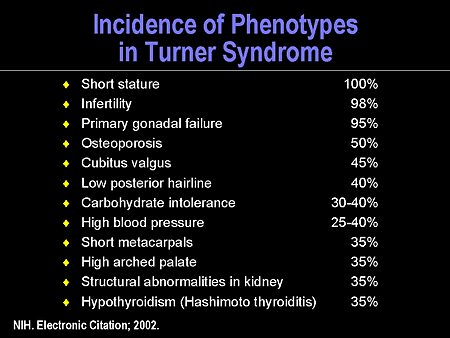 Incidence of Phenotypes
in Turner Syndrome
♦ Short stature 100%
♦ Infertility 98%
♦ Primary gonadal failure 95%
♦ Osteoporosis 50%
♦ Cubitus valgus 45%
♦ Low posterior hairline 40%
♦ Carbohydrate intolerance 30-40%
♦ High blood pressure 25-40%
♦ Short metacarpals 35%
♦ High arched palate 35%
♦ Structural abnormalities in kidney 35%
♦ Hypothyroidism (Hashimoto thyroiditis) 35%
NIH. Electronic Citation; 2002.